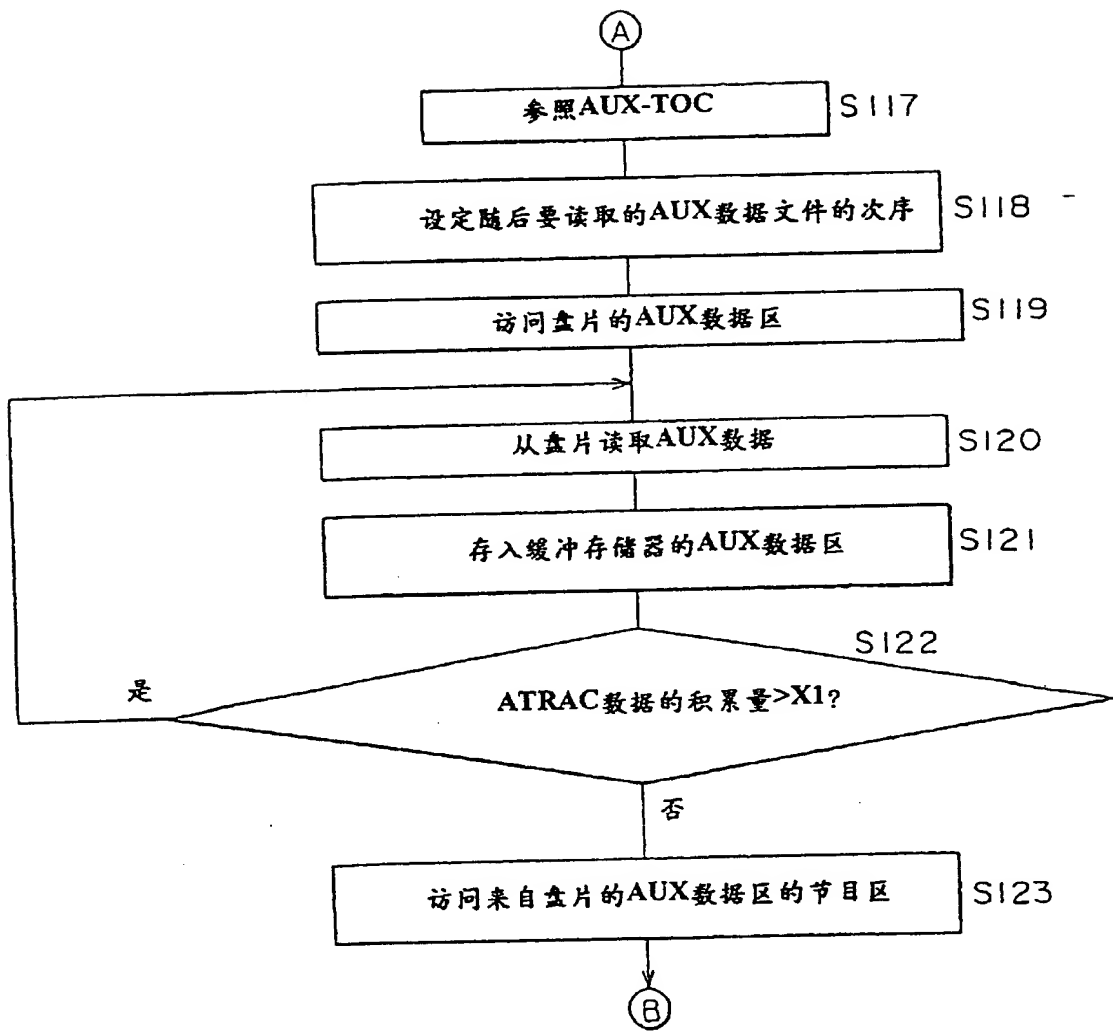 A
参照AUX-TOC
S117
设定随后要读取的AUX数据文件的次序
S118
访问盘片的AUX数据区
S119
从盘片读取AUX数据
S120
存入缓冲存储器的AUX数据区
S121
S122
是
ATRAC数据的积累量>X1?
否
访问来自盘片的AUX数据区的节目区
S123
B